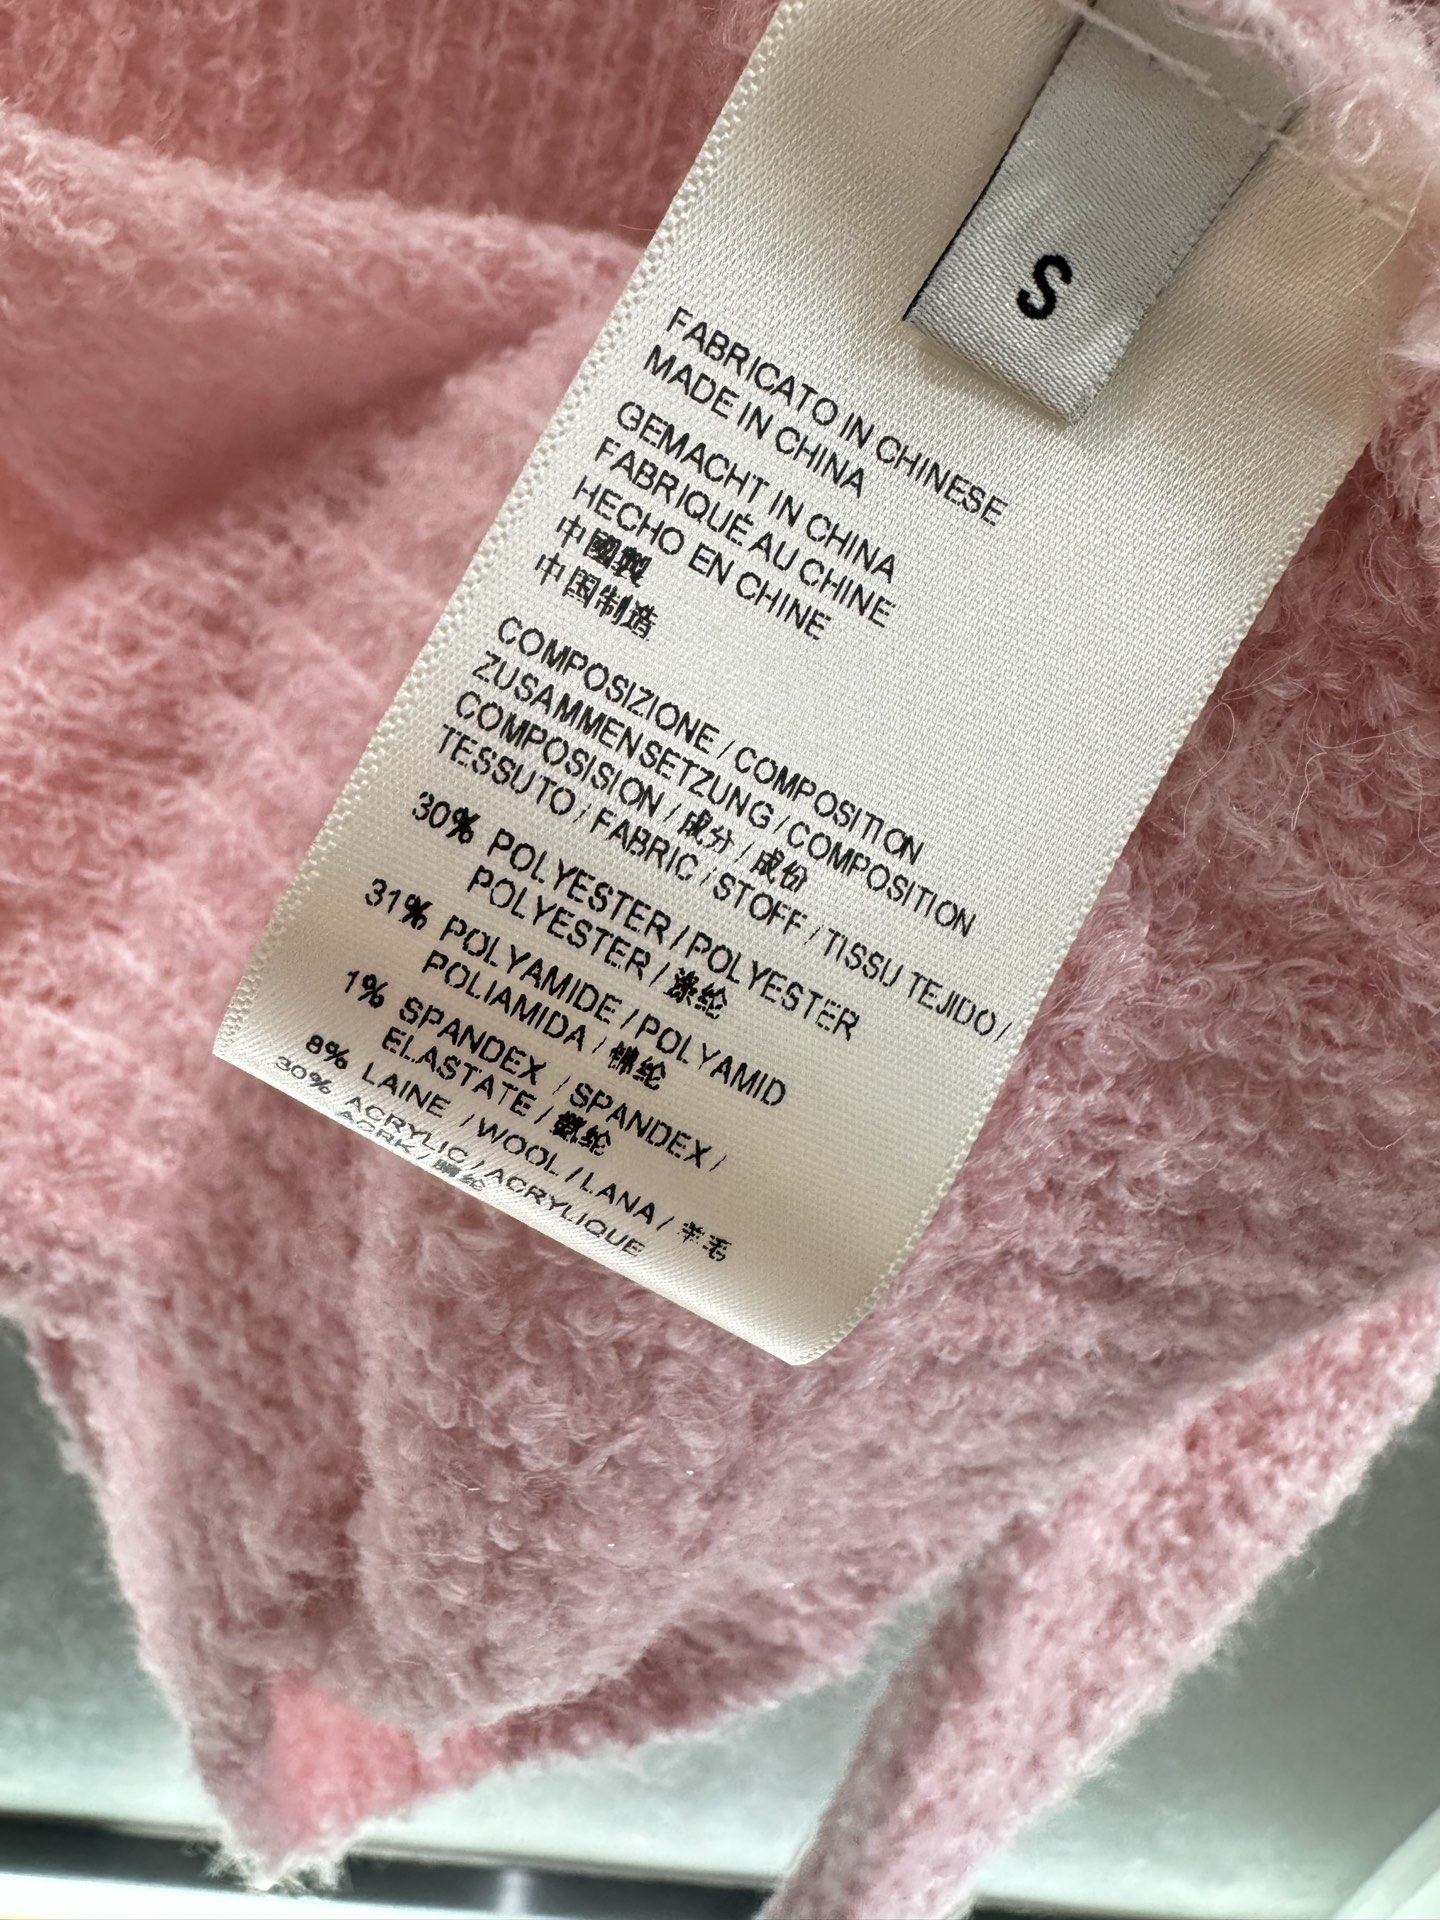 S
FABRICATO IN CHINESE
MADE IN CHINA
GEMACHT IN CHINA
FABRIQUÉ AU CHINE
HECHO EN CHINE
中國製
中国制造
COMPOSIZIONE / COMPOSITION
ZUSAMMENSETZUNG / COMPOSITION
COMPOSISION / 成分 / 成份
TESSUTO / FABRIC / STOFF / TISSU TEJIDO /
30% POLYESTER / POLYESTER
POLYESTER / 涤纶
31% POLYAMIDE / POLYAMID
POLIAMIDA / 锦纶
1% SPANDEX / SPANDEX /
ELASTATE / 氨纶
8% LAINE / WOOL / LANA / 羊毛
30% ACRYLIC / ACRYLIQUE
ACRK / 腈纶